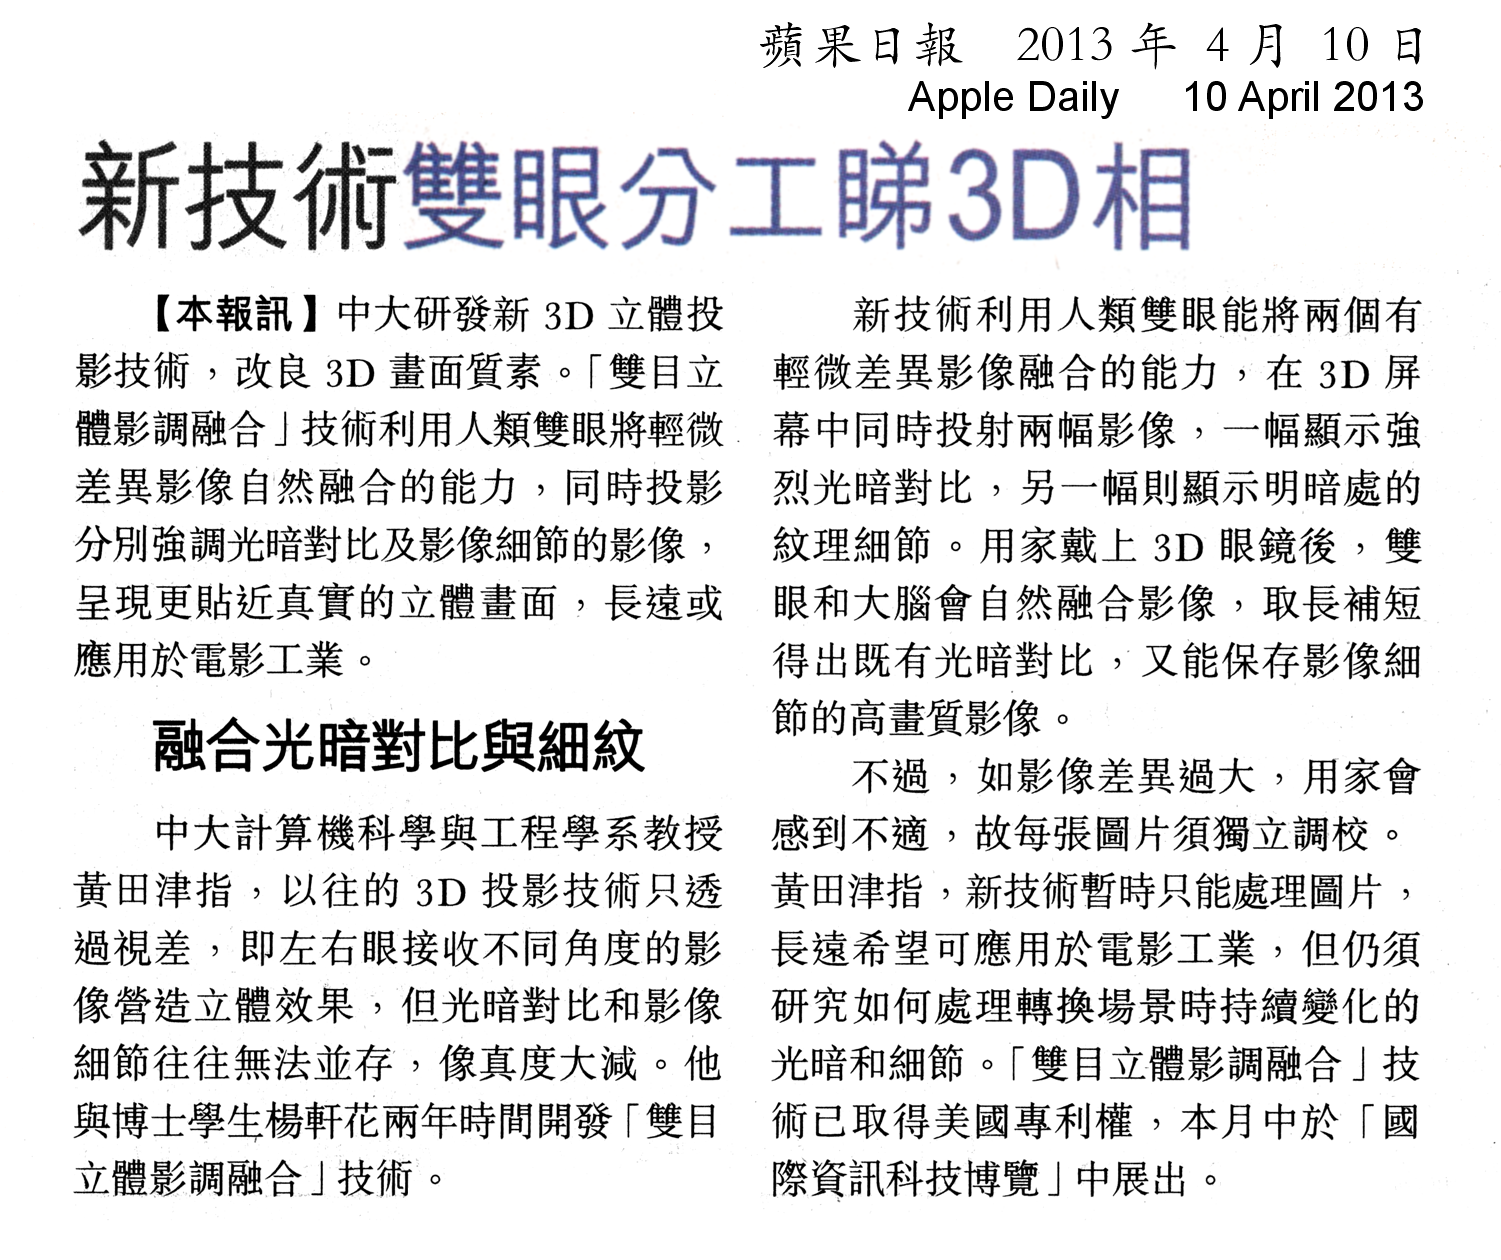 蘋果日報 2013 年 4 月 10 日
Apple Daily 10 April 2013
新技術雙眼分工睇3D相
【本報訊】中大研發新 3D 立體投
影技術，改良 3D 畫面質素。「雙目立
體影調融合」技術利用人類雙眼將輕微
差異影像自然融合的能力，同時投影
分別強調光暗對比及影像細節的影像，
呈現更貼近真實的立體畫面，長遠或
應用於電影工業。
融合光暗對比與細紋
中大計算機科學與工程學系教授
黃田津指，以往的 3D 投影技術只透
過視差，即左右眼接收不同角度的影
像營造立體效果，但光暗對比和影像
細節往往無法並存，像真度大減。他
與博士學生楊軒花兩年時間開發「雙目
立體影調融合」技術。
新技術利用人類雙眼能將兩個有
輕微差異影像融合的能力，在 3D 屏
幕中同時投射兩幅影像，一幅顯示強
烈光暗對比，另一幅則顯示明暗處的
紋理細節。用家戴上 3D 眼鏡後，雙
眼和大腦會自然融合影像，取長補短
得出既有光暗對比，又能保存影像細
節的高畫質影像。
不過，如影像差異過大，用家會
感到不適，故每張圖片須獨立調校。
黃田津指，新技術暫時只能處理圖片，
長遠希望可應用於電影工業，但仍須
研究如何處理轉換場景時持續變化的
光暗和細節。「雙目立體影調融合」技
術已取得美國專利權，本月中於「國
際資訊科技博覽」中展出。